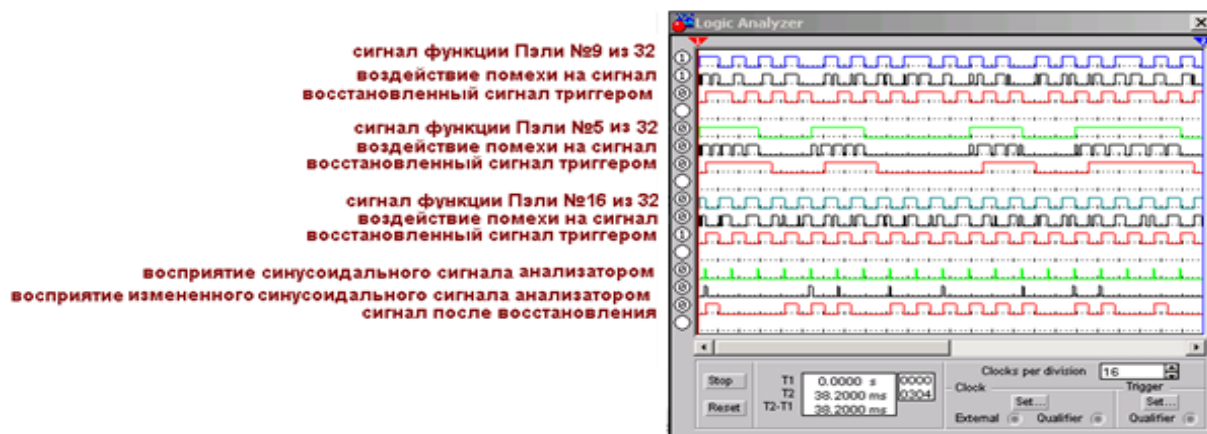 Logic Analyzer
сигнал функции Пэли №9 из 32
воздействие помехи на сигнал
восстановленный сигнал триггером
сигнал функции Пэли №5 из 32
воздействие помехи на сигнал
восстановленный сигнал триггером
сигнал функции Пэли №16 из 32
воздействие помехи на сигнал
восстановленный сигнал триггером
восприятие синусоидального сигнала анализатором
восприятие измененного синусоидального сигнала анализатором
сигнал после восстановления
Stop
Reset
T1 0.0000 s 0000
T2 38.2000 ms 0304
T2-T1 38.2000 ms
Clocks per division 16
Clock
Set...
External Qualifier
Trigger
Set...
Qualifier